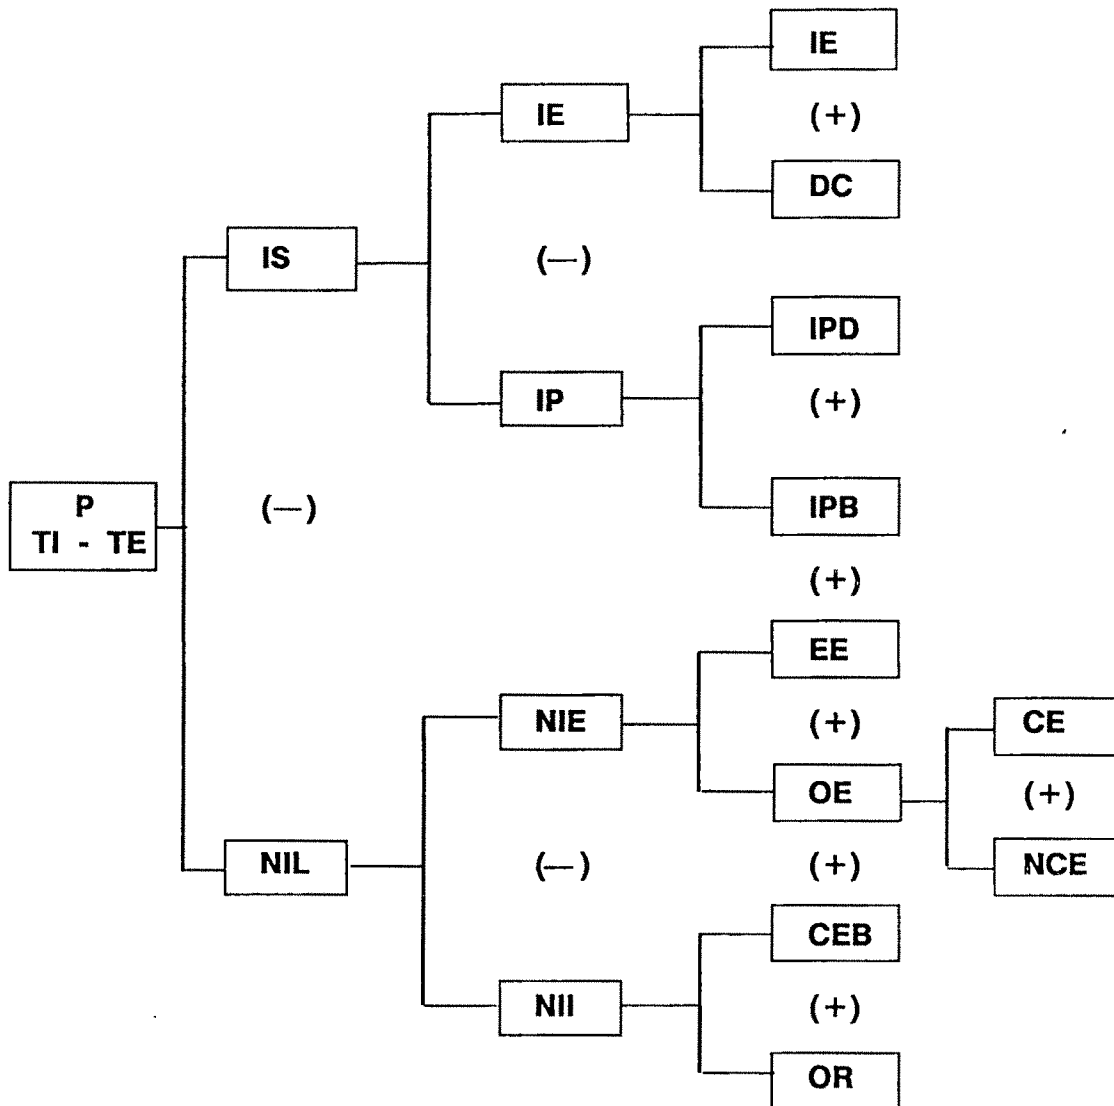 IE
IE
(+)
DC
IS
(—)
IPD
IP
(+)
P
TI - TE
(—)
IPB
(+)
EE
NIE
(+)
CE
OE
(+)
NIL
(—)
(+)
NCE
CEB
NII
(+)
OR